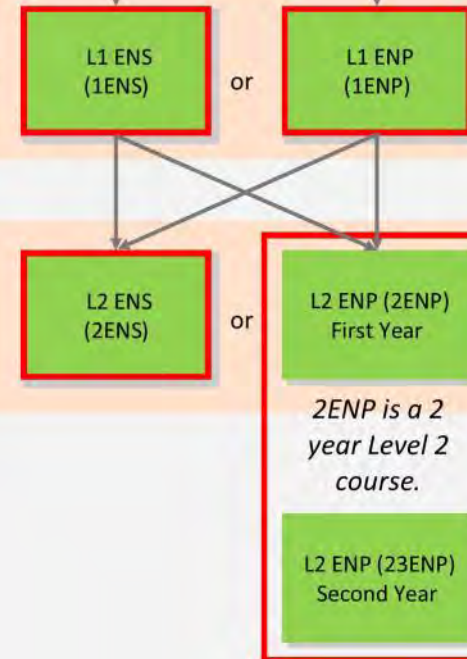 L1 ENS
(1ENS)
or
L1 ENP
(1ENP)
L2 ENS
(2ENS)
or
L2 ENP (2ENP)
First Year
2ENP is a 2
year Level 2
course.
L2 ENP (23ENP)
Second Year